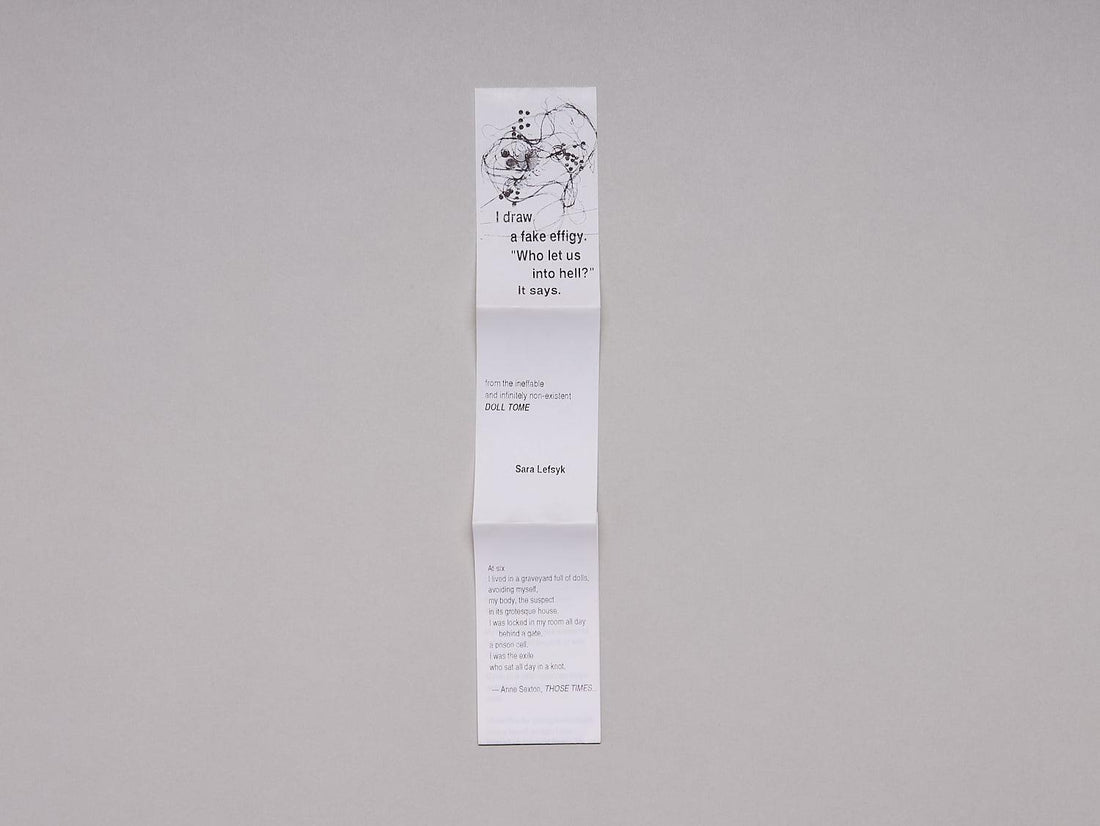 I draw
a fake effigy.
"Who let us
into hell?"
It says.
from the ineffable
and infinitely non-existent
DOLL TOME
Sara Lefsyk
At six
I lived in a graveyard full of dolls,
avoiding myself,
my body, the suspect
in its grotesque house.
I was locked in my room all day
behind a gate,
a prison cell.
I was the exile
who sat all day in a knot.
— Anne Sexton, THOSE TIMES...